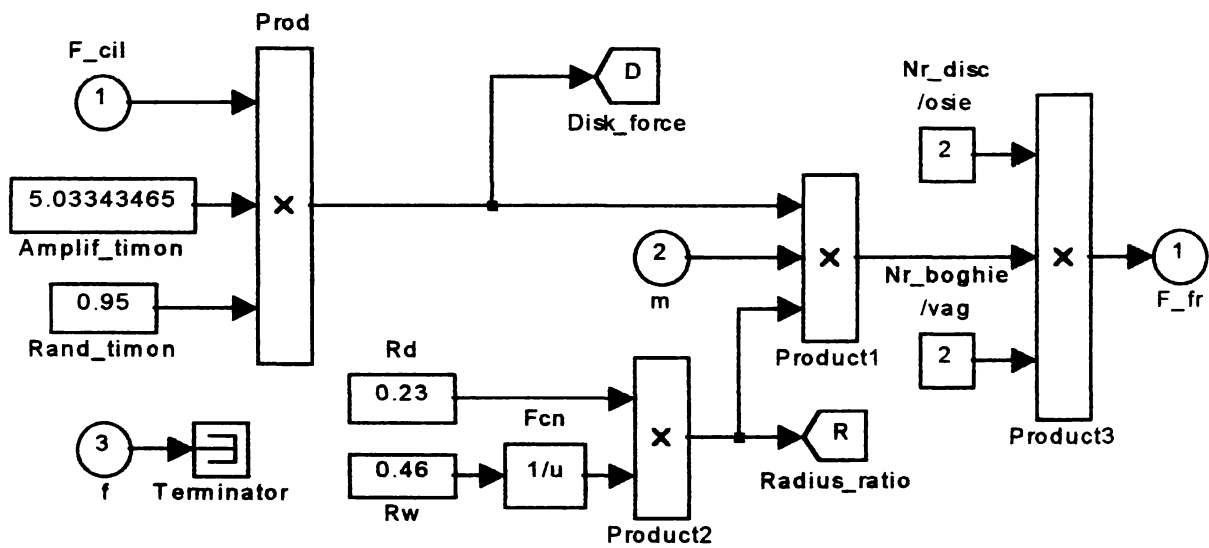 Prod
F_cil
1
5.03343465
Amplif_timon
0.95
Rand_timon
×
D
Disk_force
Nr_disc
/osie
2
2
m
×
Product1
Nr_boghie
/vag
2
×
Product3
1
F_fr
Rd
0.23
Fcn
0.46
Rw
1/u
×
Product2
R
Radius_ratio
3
f
Terminator